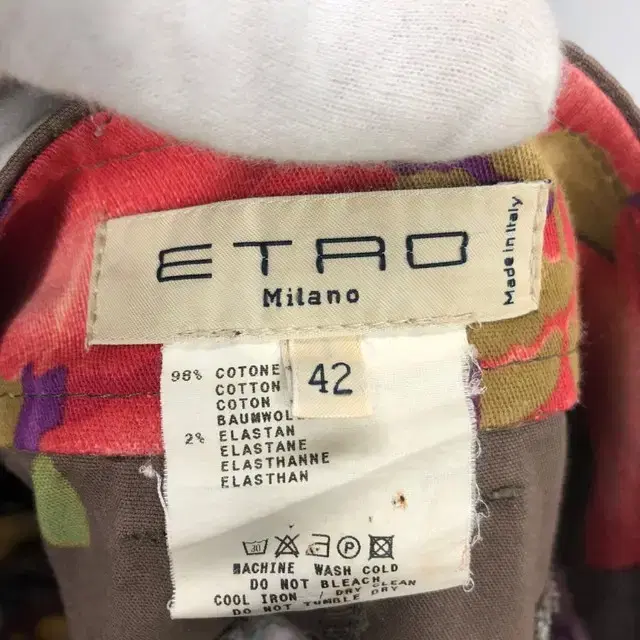 ETRO
Milano
Made in Italy
42
98% COTONE
COTTON
COTON
BAUMWOL
2% ELASTAN
ELASTANE
ELASTHANNE
ELASTHAN
30 A P
MACHINE WASH COLD
DO NOT BLEACH
COOL IRON / DRY CLEAN
DO NOT TUMBLE DRY